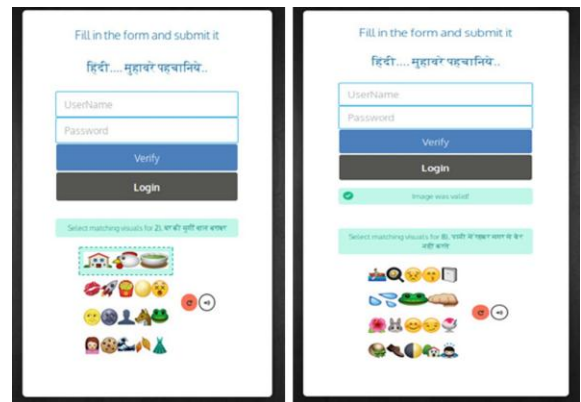 Fill in the form and submit it
हिंदी.... मुहावरे पहचानिये..
UserName
Password
Verify
Login
Select matching visuals for 2). घर की मुर्गी दाल बराबर
Fill in the form and submit it
हिंदी.... मुहावरे पहचानिये..
UserName
Password
Verify
Login
Image was valid!
Select matching visuals for 8). पानी में रहकर मगर से बैर
नहीं करते